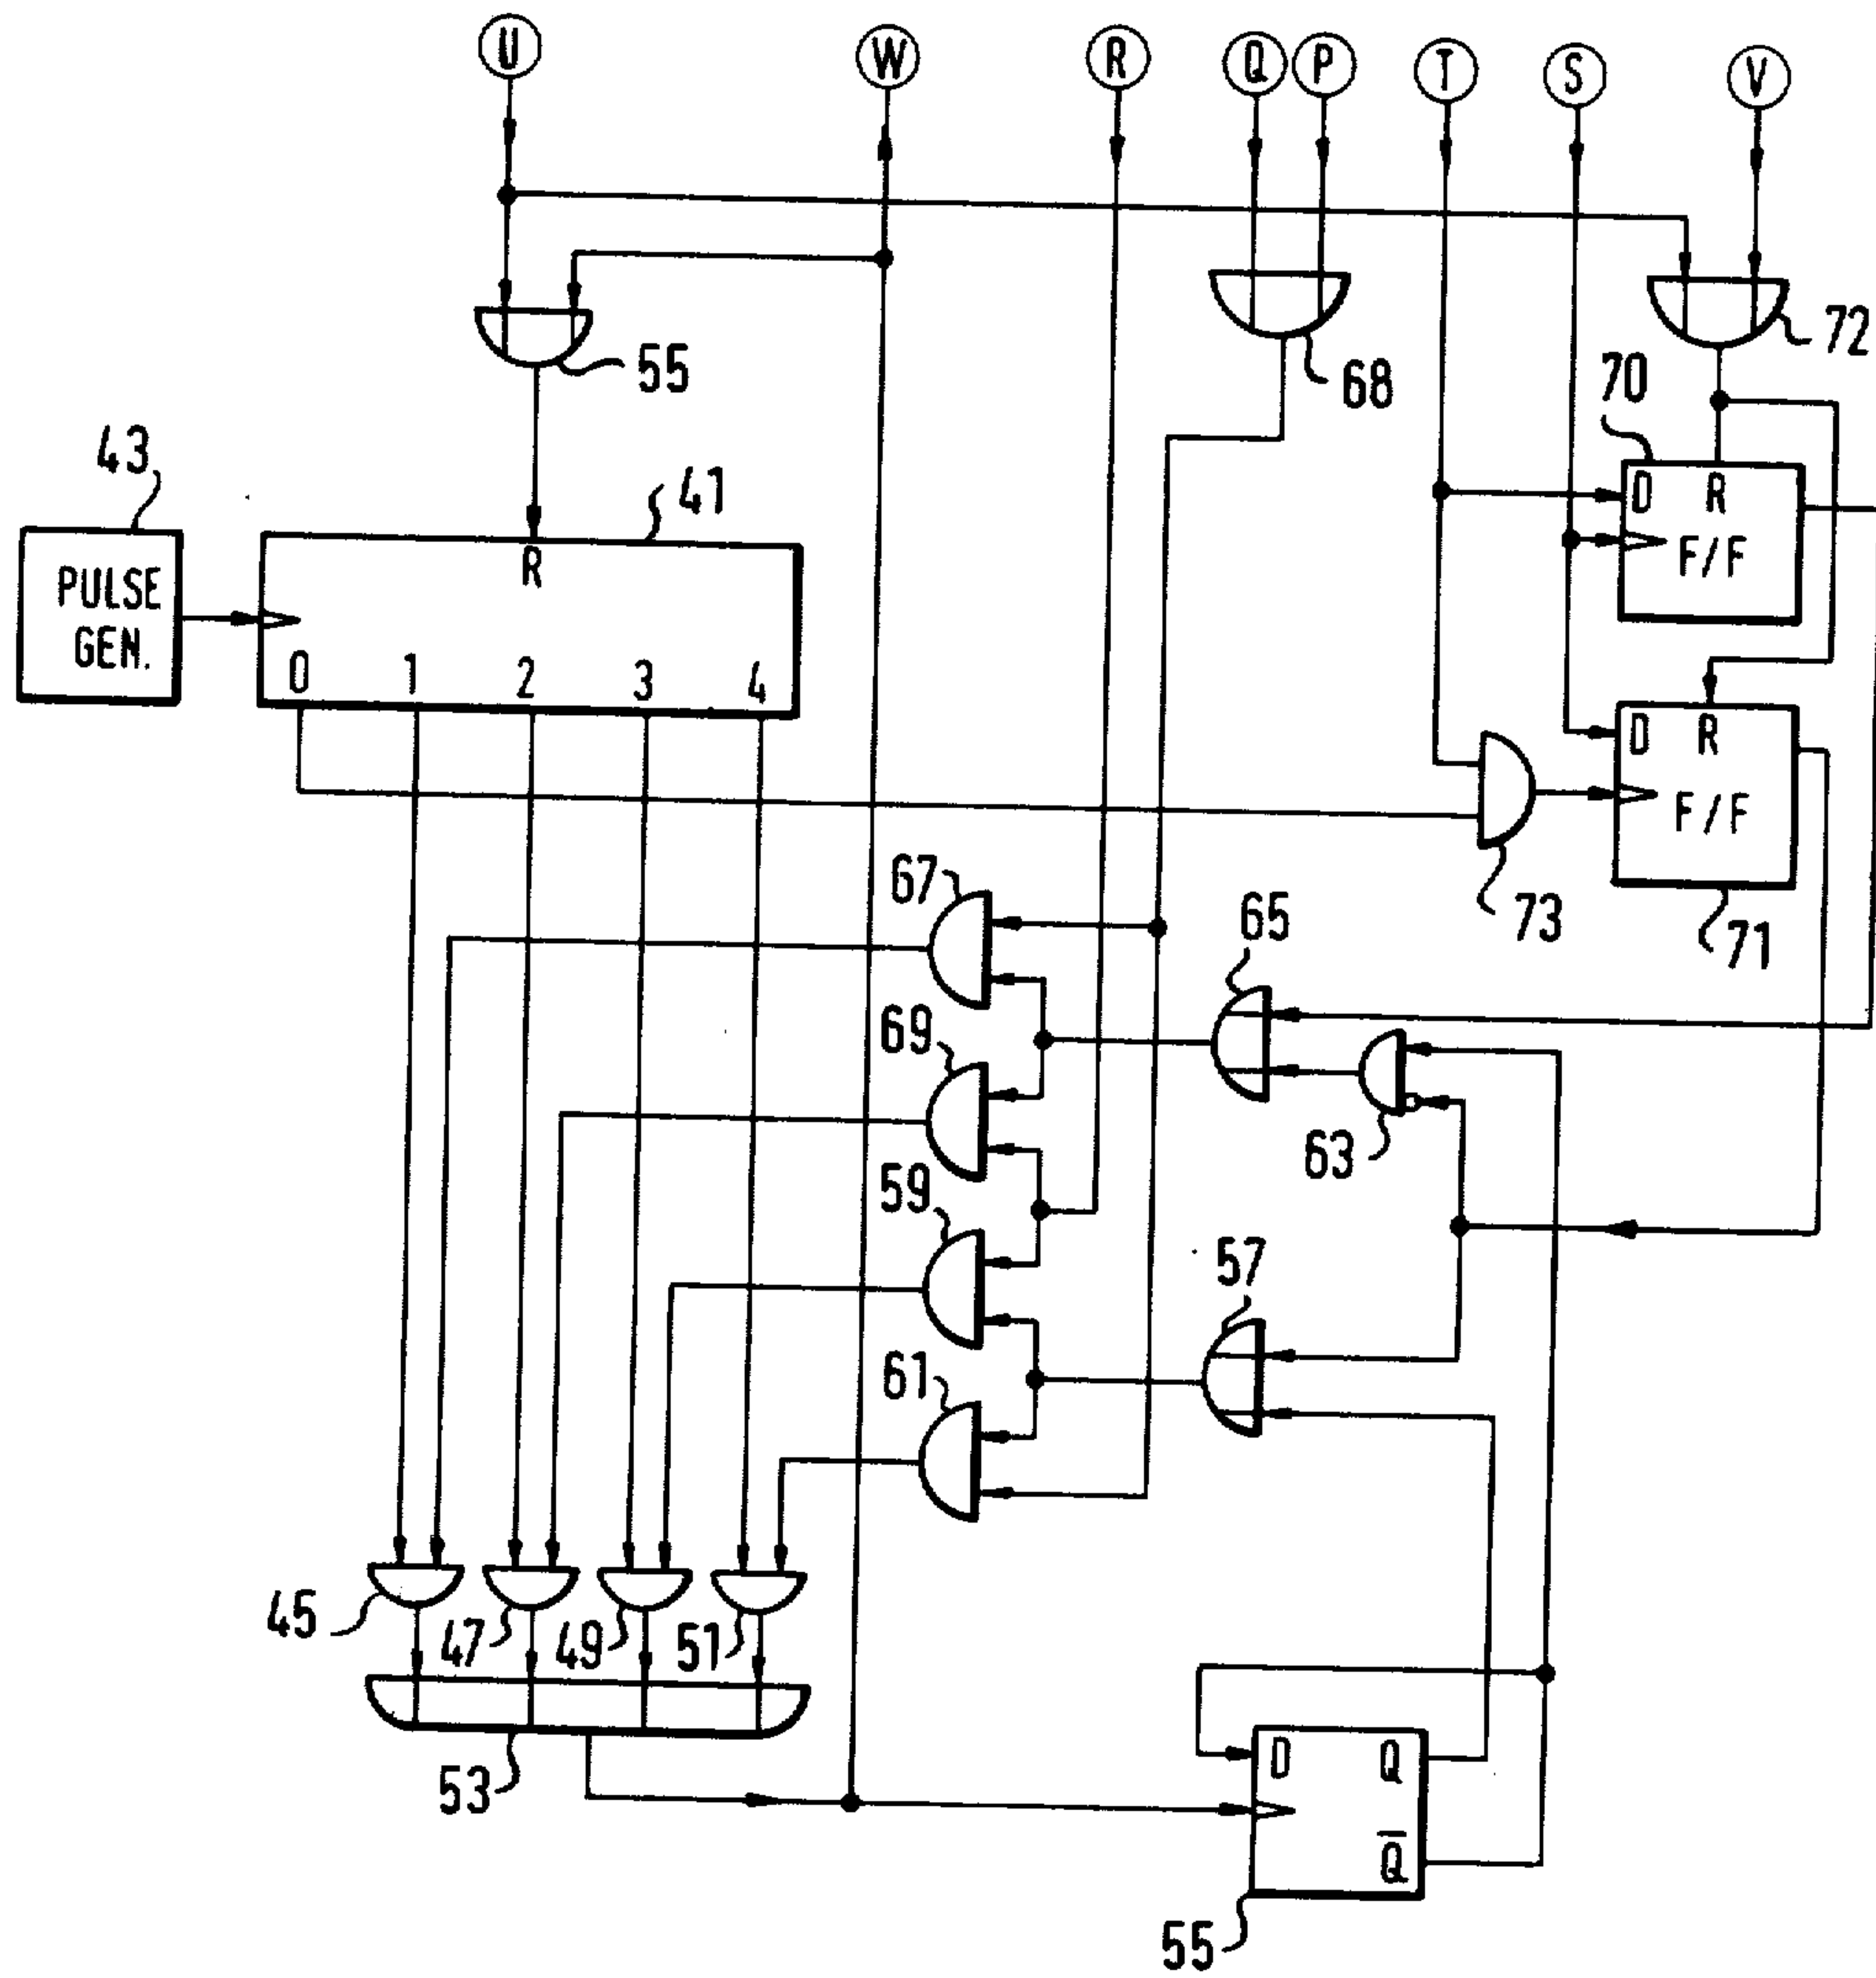 U W R Q P T S V
55
68
72
70
43
41
D R
F/F
PULSE
GEN.
R
0 1 2 3 4
D R
F/F
73
71
67
65
69
63
59
57
61
45
47
49
51
53
D Q
Q̅
55